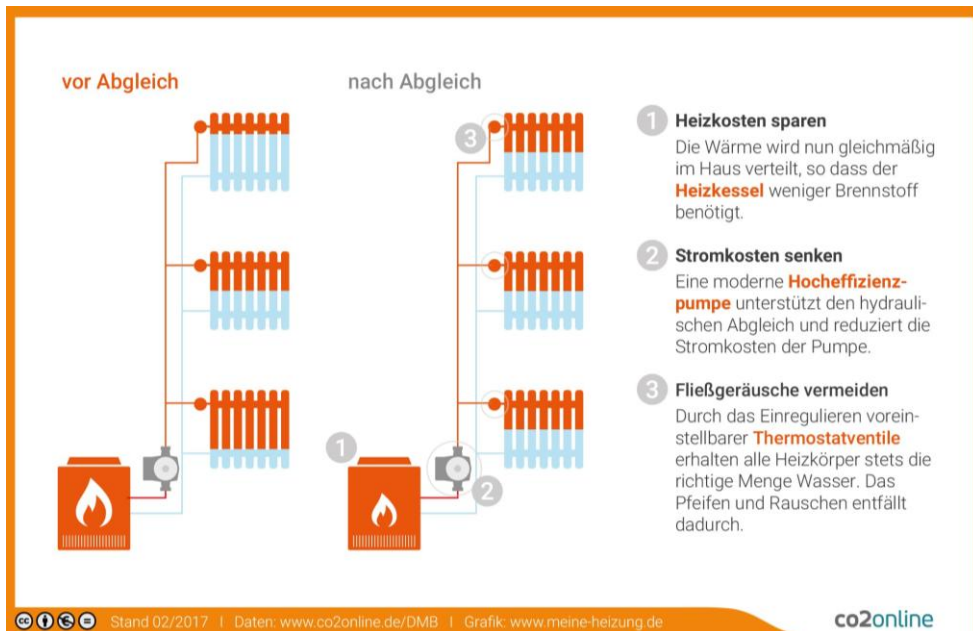 vor Abgleich
nach Abgleich
3
1
2
1 Heizkosten sparen
Die Wärme wird nun gleichmäßig
im Haus verteilt, so dass der
Heizkessel weniger Brennstoff
benötigt.
2 Stromkosten senken
Eine moderne Hocheffizienz-
pumpe unterstützt den hydrauli-
schen Abgleich und reduziert die
Stromkosten der Pumpe.
3 Fließgeräusche vermeiden
Durch das Einregulieren vorein-
stellbarer Thermostatventile
erhalten alle Heizkörper stets die
richtige Menge Wasser. Das
Pfeifen und Rauschen entfällt
dadurch.
cc Stand 02/2017 I Daten: www.co2online.de/DMB I Grafik: www.meine-heizung.de
co2online